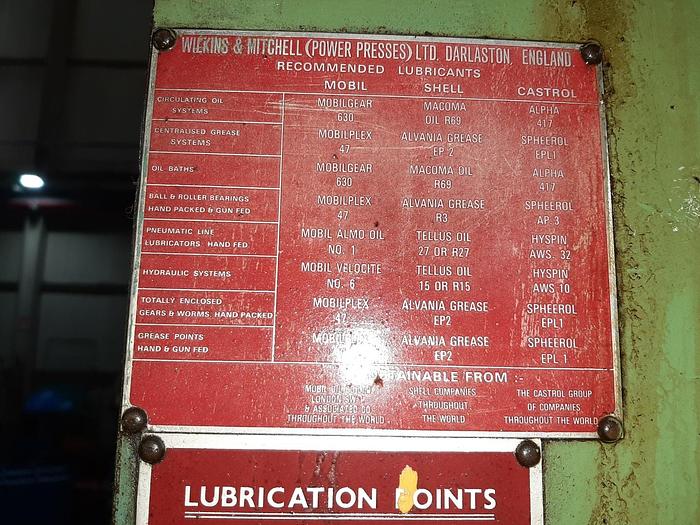 WILKINS & MITCHELL (POWER PRESSES) LTD. DARLASTON, ENGLAND
RECOMMENDED LUBRICANTS
MOBIL SHELL CASTROL
CIRCULATING OIL SYSTEMS MOBILGEAR 630 MACOMA OIL R69 ALPHA 417
CENTRALISED GREASE SYSTEMS MOBILPLEX 47 ALVANIA GREASE EP 2 SPHEEROL EPL1
OIL BATHS MOBILGEAR 630 MACOMA OIL R69 ALPHA 417
BALL & ROLLER BEARINGS HAND PACKED & GUN FED MOBILPLEX 47 ALVANIA GREASE R3 SPHEEROL AP 3
PNEUMATIC LINE LUBRICATORS HAND FED MOBIL ALMO OIL NO. 1 TELLUS OIL 27 OR R27 HYSPIN AWS. 32
HYDRAULIC SYSTEMS MOBIL VELOCITE NO. 6 TELLUS OIL 15 OR R15 HYSPIN AWS 10
TOTALLY ENCLOSED GEARS & WORMS, HAND PACKED MOBILPLEX 47 ALVANIA GREASE EP2 SPHEEROL EPL1
GREASE POINTS HAND & GUN FED ALVANIA GREASE EP2 SPHEEROL EPL 1
FROM :-
MOBIL LONDON & ASSOCIATED CO THROUGHOUT THE WORLD SHELL COMPANIES THROUGHOUT THE WORLD THE CASTROL GROUP OF COMPANIES THROUGHOUT THE WORLD
LUBRICATION POINTS